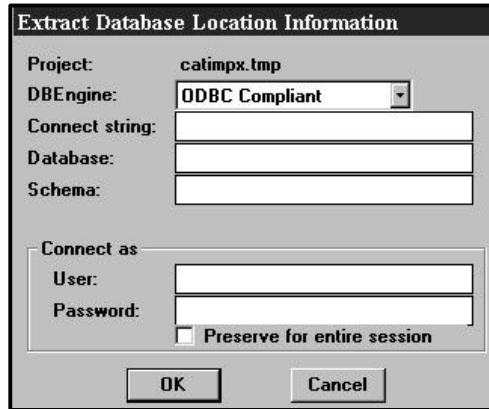 Extract Database Location Information
Project: catimpx.tmp
DBEngine: ODBC Compliant
Connect string:
Database:
Schema:
Connect as
User:
Password:
Preserve for entire session
OK Cancel